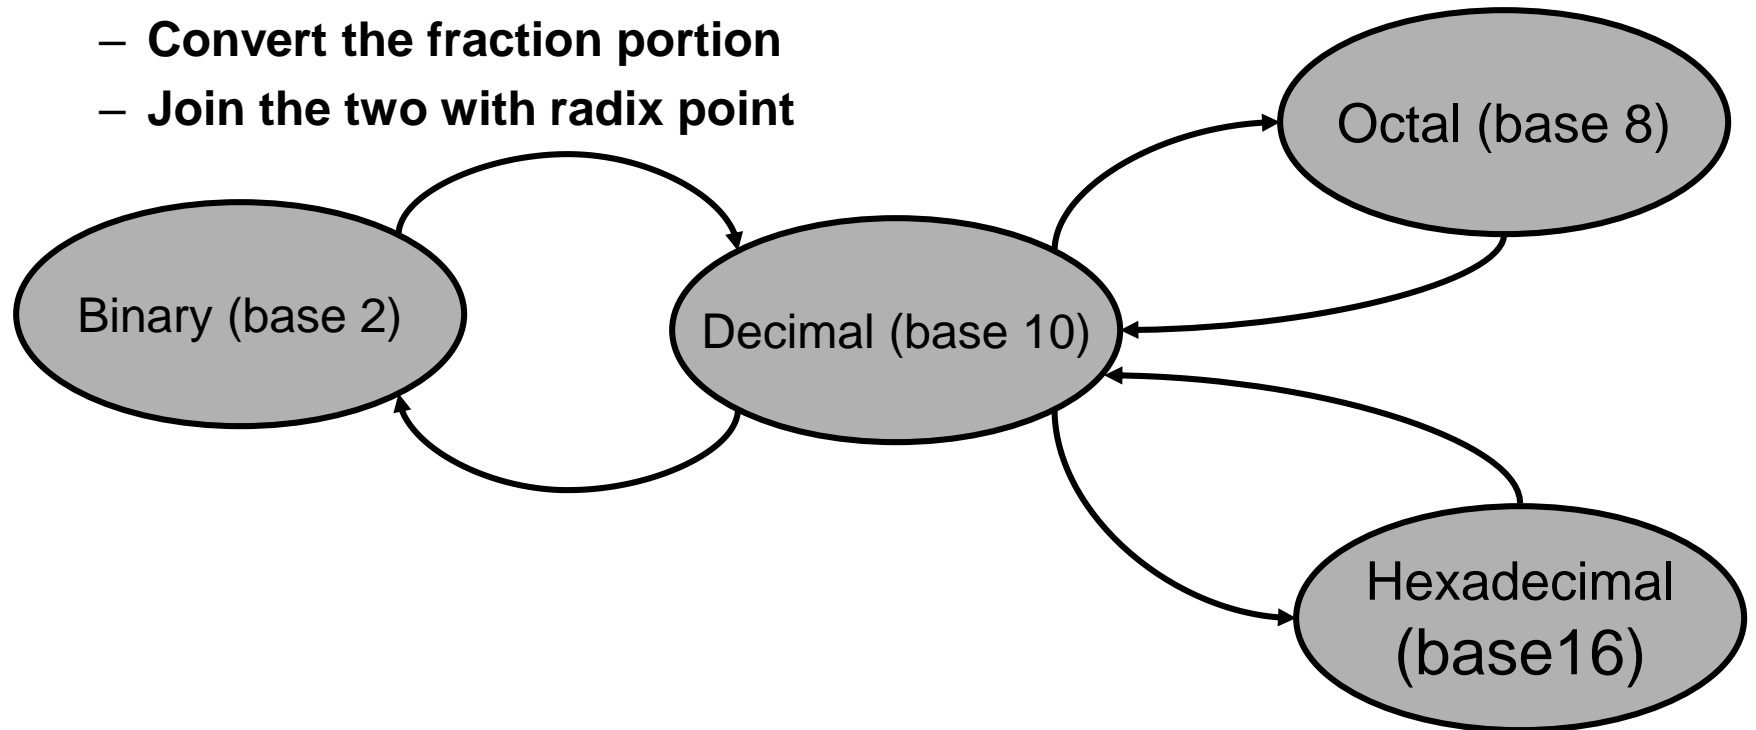 – Convert the fraction portion
– Join the two with radix point
Octal (base 8)
Binary (base 2)
Decimal (base 10)
Hexadecimal
(base16)